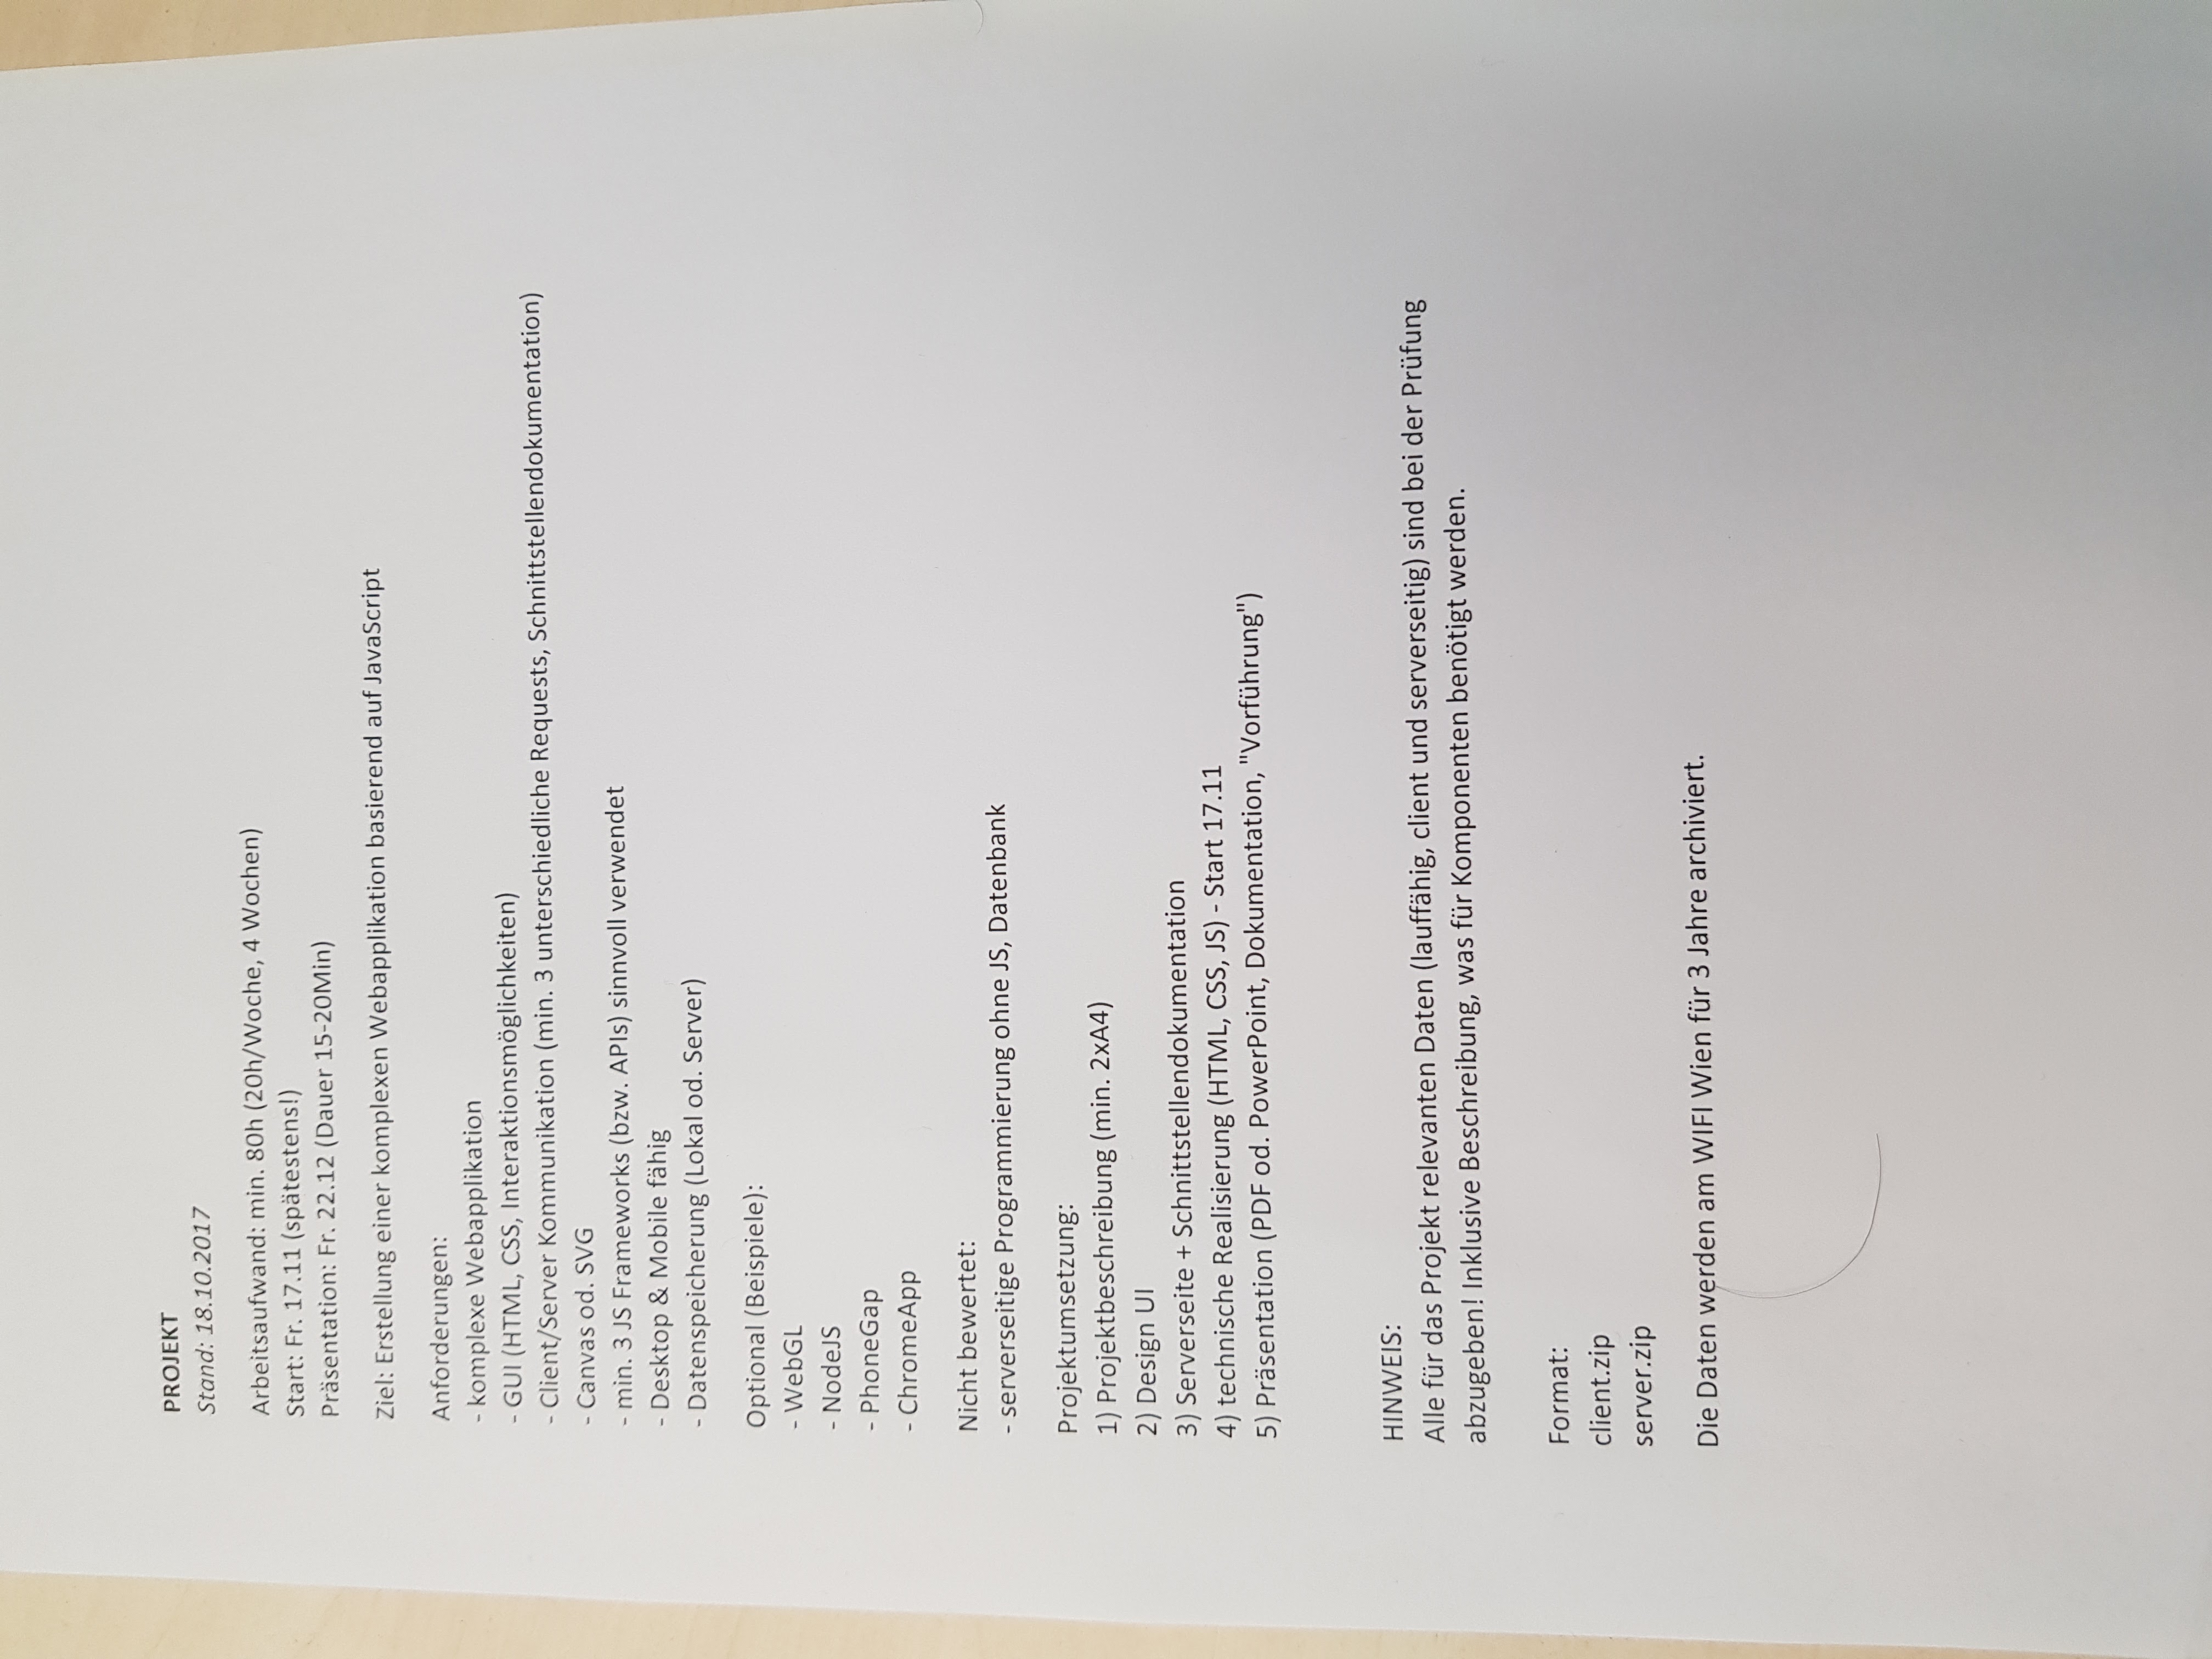 PROJEKT
Stand: 18.10.2017
Arbeitsaufwand: min. 80h (20h/Woche, 4 Wochen)
Start: Fr. 17.11 (spätestens!)
Präsentation: Fr. 22.12 (Dauer 15-20Min)
Ziel: Erstellung einer komplexen Webapplikation basierend auf JavaScript
Anforderungen:
- komplexe Webapplikation
- GUI (HTML, CSS, Interaktionsmöglichkeiten)
- Client/Server Kommunikation (min. 3 unterschiedliche Requests, Schnittstellendokumentation)
- Canvas od. SVG
- min. 3 JS Frameworks (bzw. APIs) sinnvoll verwendet
- Desktop & Mobile fähig
- Datenspeicherung (Lokal od. Server)
Optional (Beispiele):
- WebGL
- NodeJS
- PhoneGap
- ChromeApp
Nicht bewertet:
- serverseitige Programmierung ohne JS, Datenbank
Projektumsetzung:
1) Projektbeschreibung (min. 2xA4)
2) Design UI
3) Serverseite + Schnittstellendokumentation
4) technische Realisierung (HTML, CSS, JS) - Start 17.11
5) Präsentation (PDF od. PowerPoint, Dokumentation, "Vorführung")
HINWEIS:
Alle für das Projekt relevanten Daten (lauffähig, client und serverseitig) sind bei der Prüfung
abzugeben! Inklusive Beschreibung, was für Komponenten benötigt werden.
Format:
client.zip
server.zip
Die Daten werden am WIFI Wien für 3 Jahre archiviert.